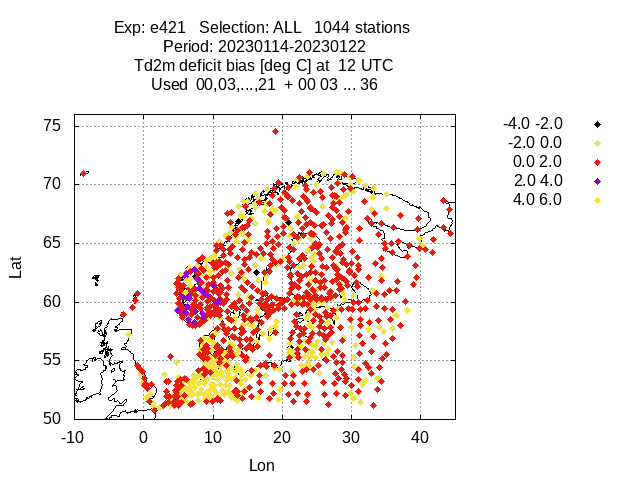 Exp: e421   Selection: ALL   1044 stations
Period: 20230114-20230122
Td2m deficit bias [deg C] at  12 UTC
Used  00,03,...,21  + 00 03 ... 36
-4.0 -2.0
-2.0 0.0
0.0 2.0
2.0 4.0
4.0 6.0
75
70
65
60
55
50
Lat
-10 0 10 20 30 40
Lon